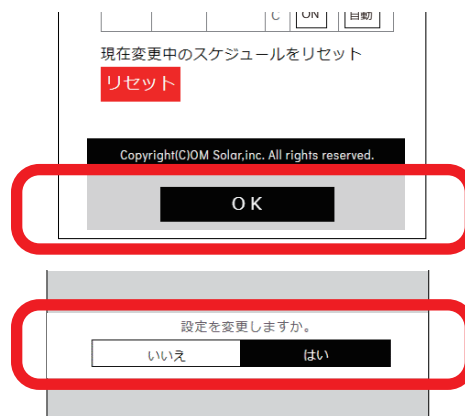 C ON 自動
現在変更中のスケジュールをリセット
リセット
Copyright(C)OM Solar,inc. All rights reserved.
OK
設定を変更しますか。
いいえ はい